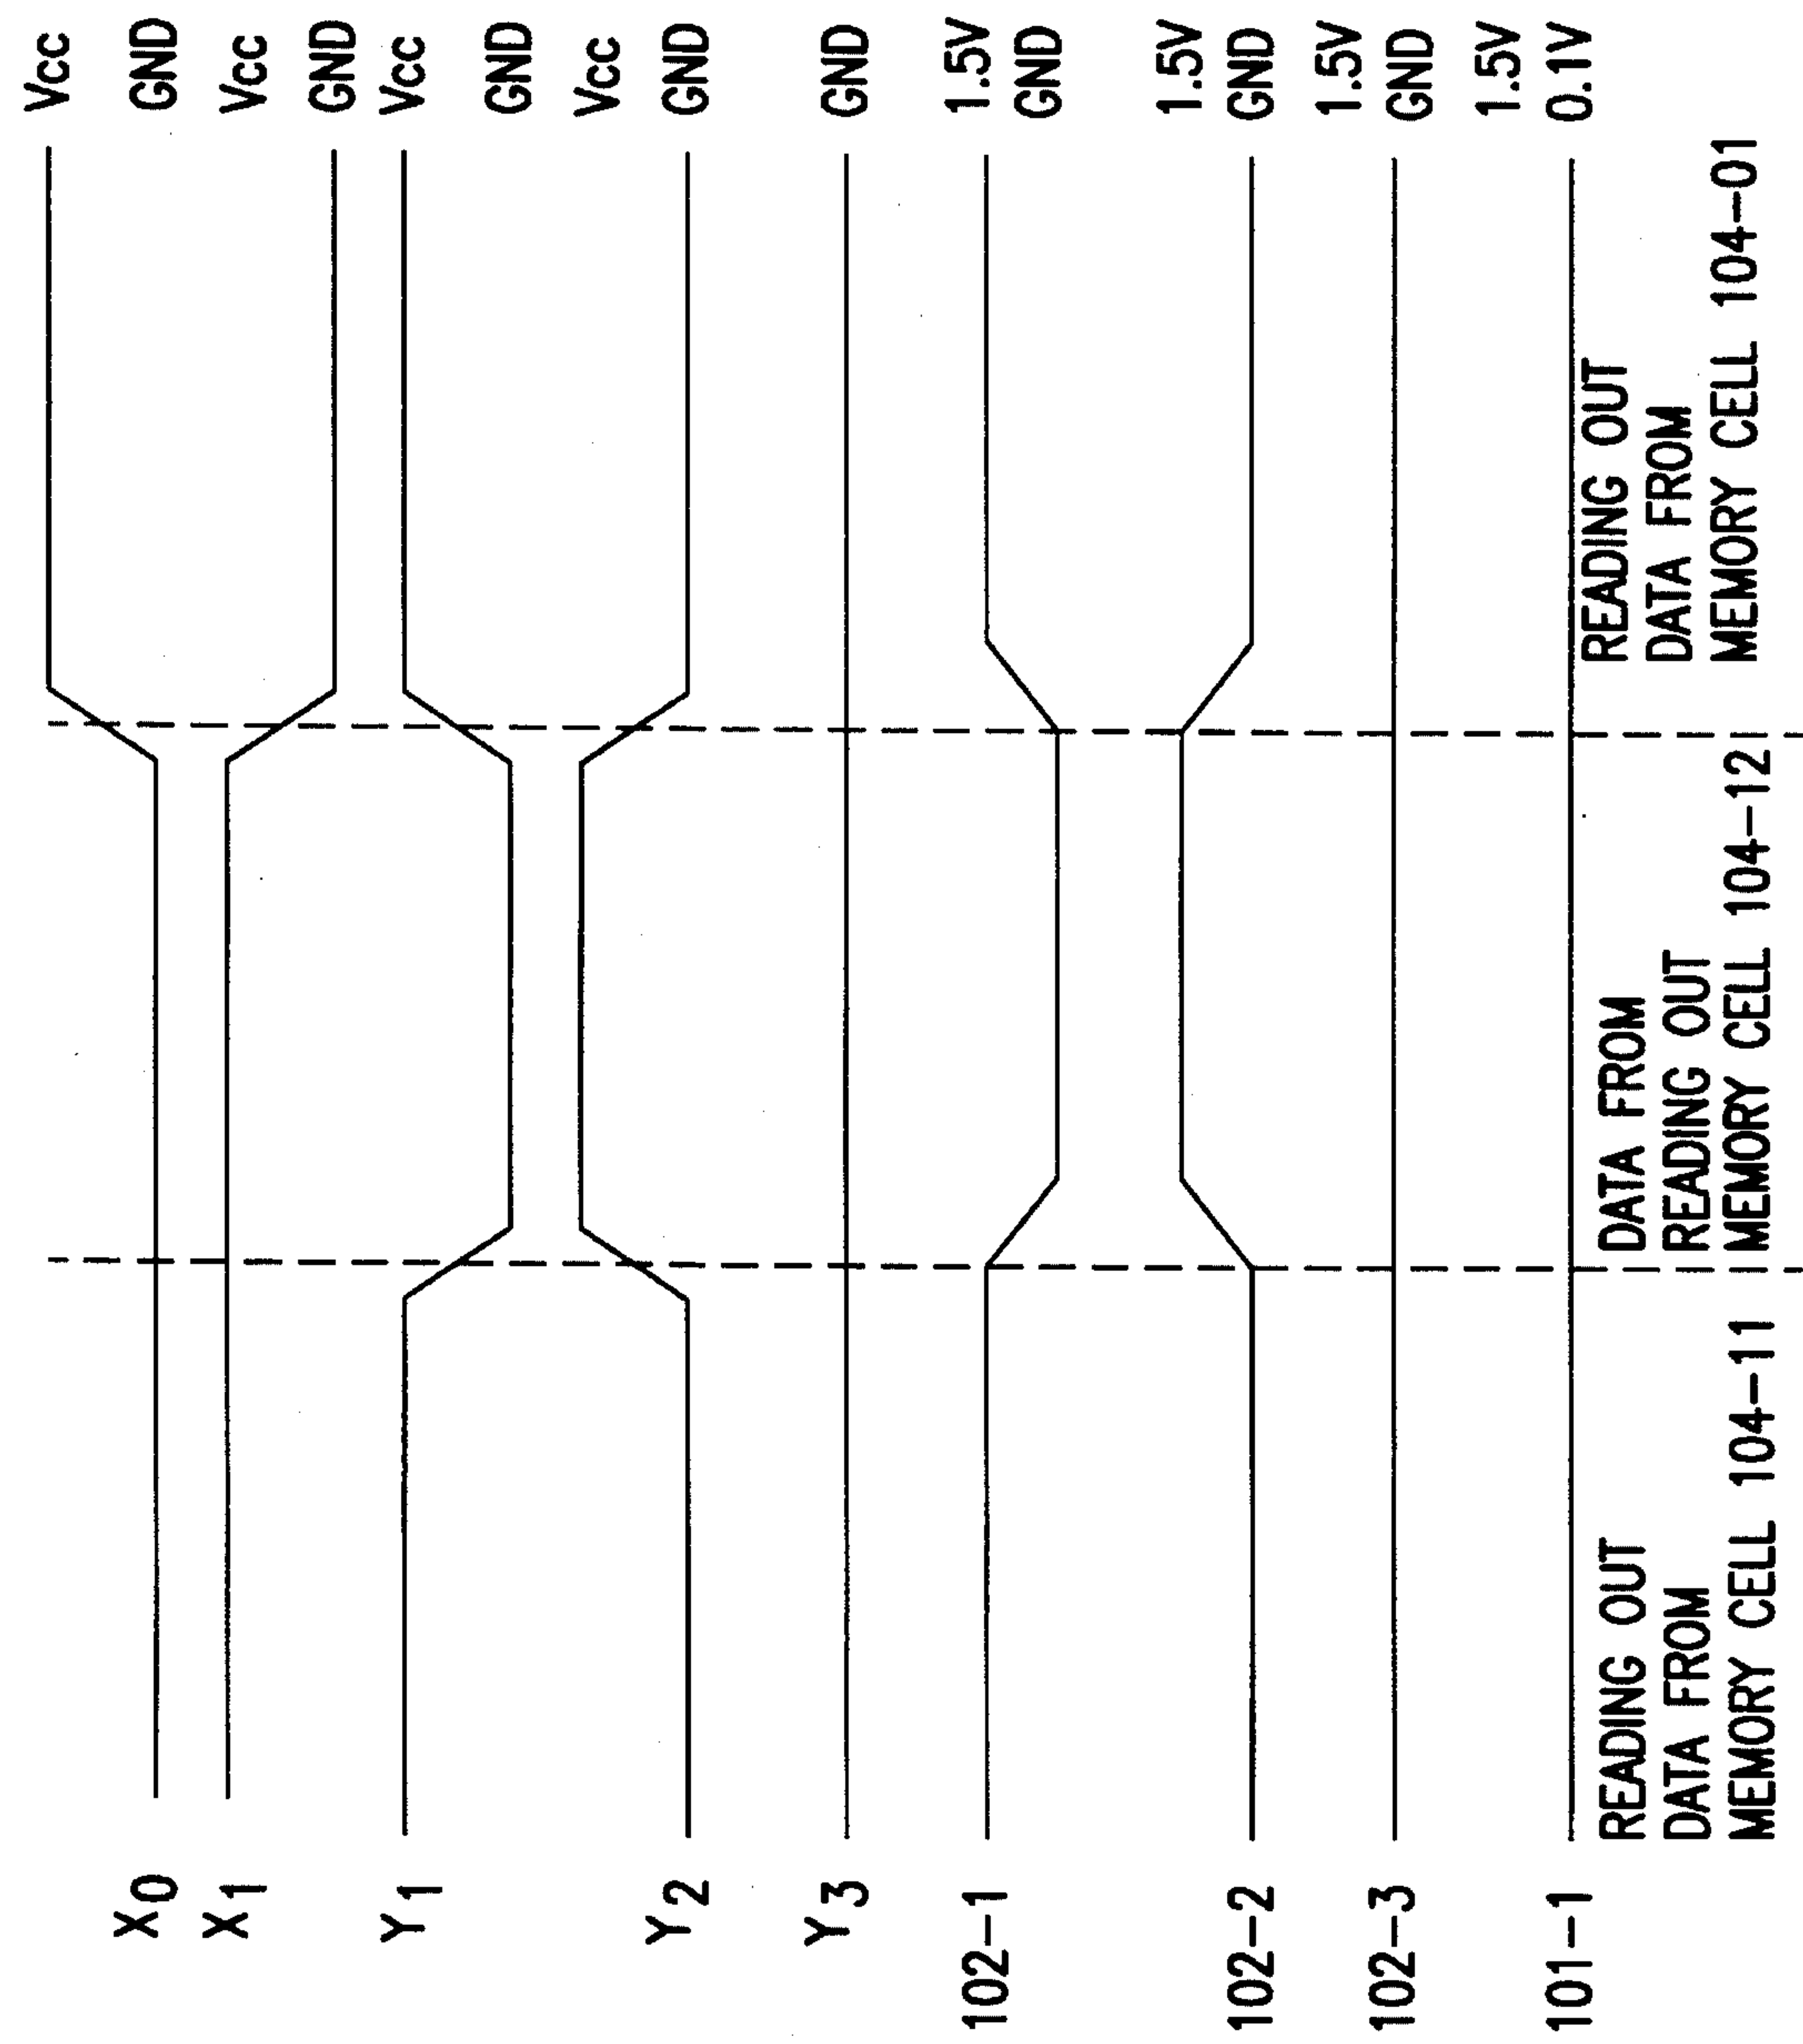 X0
X1
Y1
Y2
Y3
102-1
102-2
102-3
101-1
Vcc
GND
Vcc
GND
Vcc
GND
Vcc
GND
GND
1.5V
GND
1.5V
GND
1.5V
GND
1.5V
0.1V
READING OUT
DATA FROM
MEMORY CELL 104-11
DATA FROM
READING OUT
MEMORY CELL 104-12
READING OUT
DATA FROM
MEMORY CELL 104-01